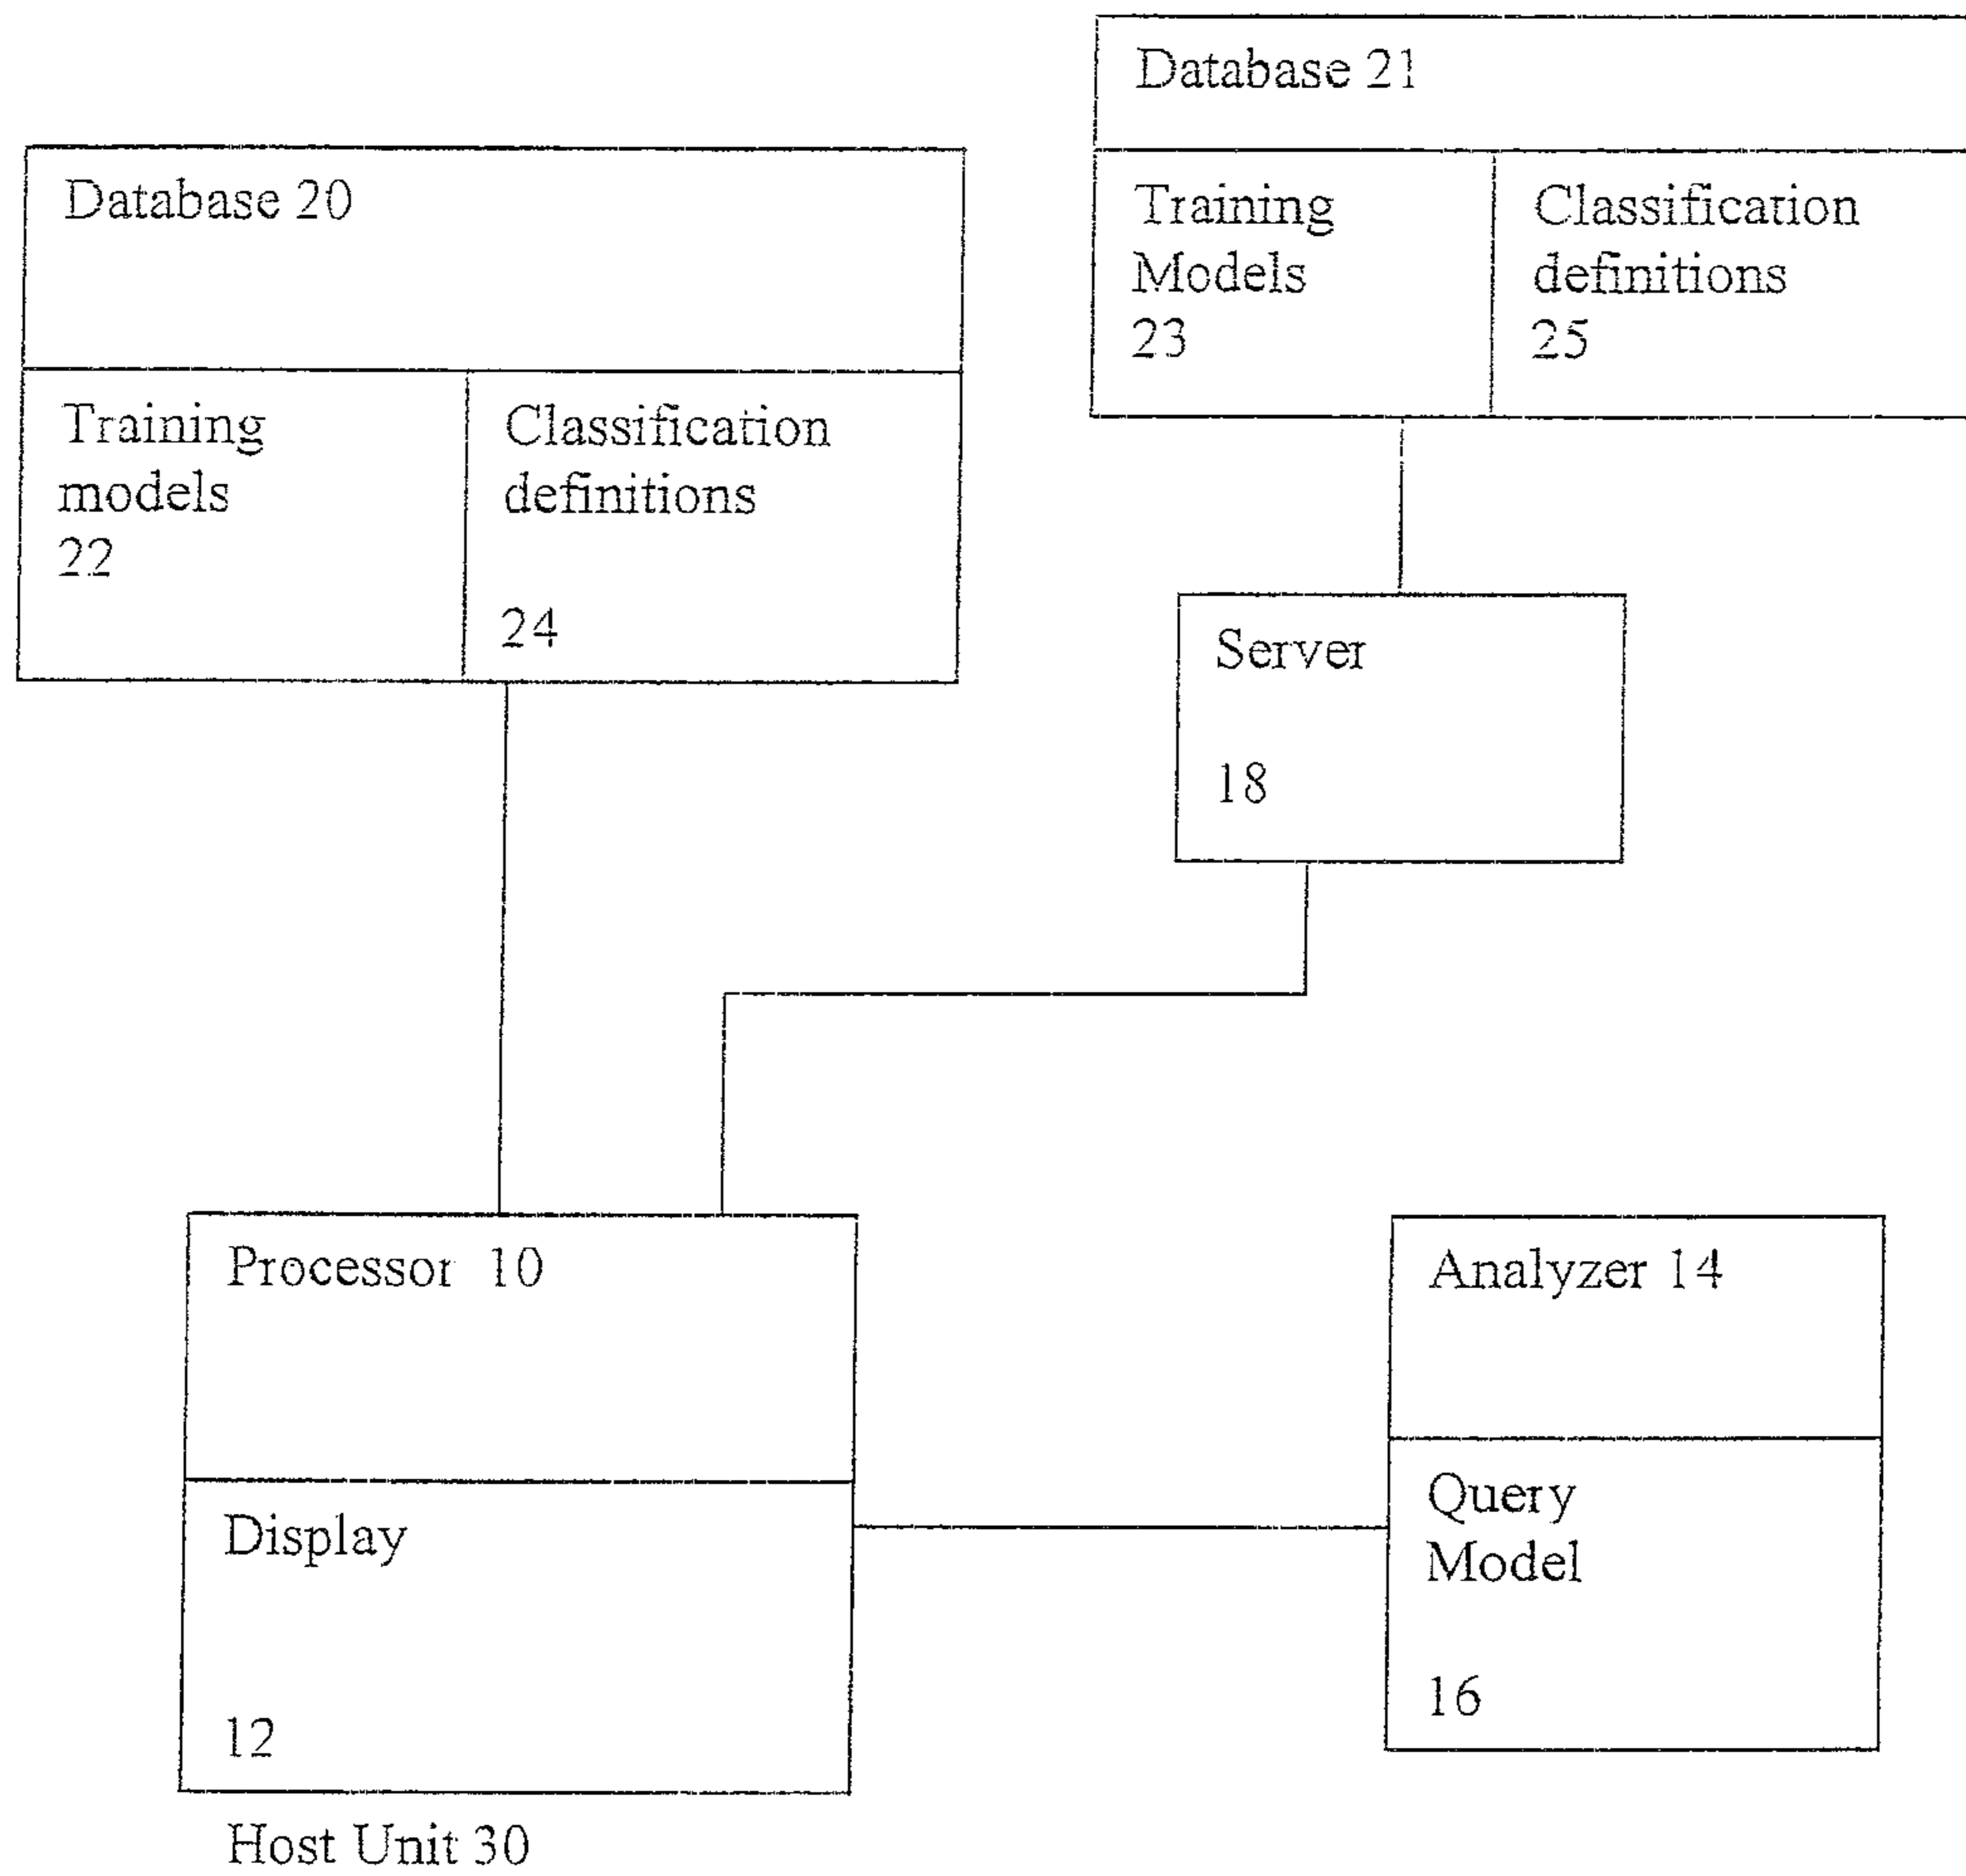 Database 21
Training
Models
23
Classification
definitions
25
Database 20
Training
models
22
Classification
definitions
24
Server
18
Processor 10
Display
12
Host Unit 30
Analyzer 14
Query
Model
16